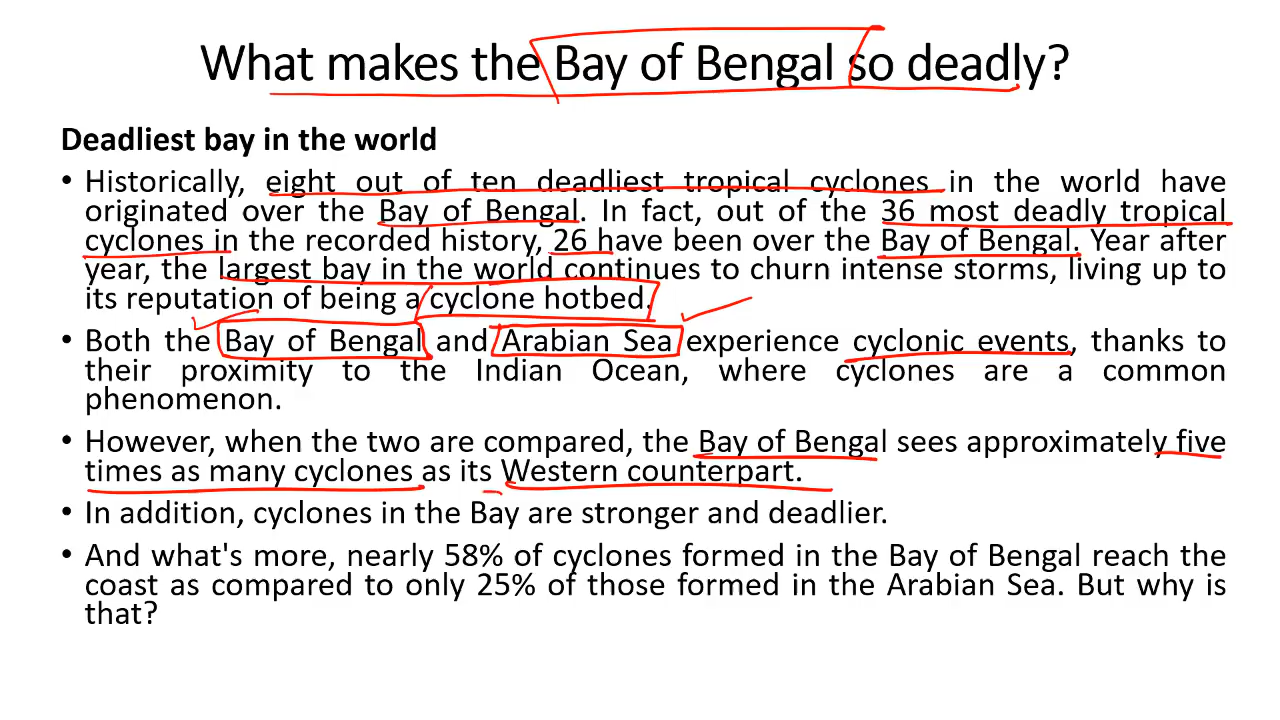 What makes the Bay of Bengal so deadly?
Deadliest bay in the world
• Historically, eight out of ten deadliest tropical cyclones in the world have
originated over the Bay of Bengal. In fact, out of the 36 most deadly tropical
cyclones in the recorded history, 26 have been over the Bay of Bengal. Year after
year, the largest bay in the world continues to churn intense storms, living up to
its reputation of being a cyclone hotbed.
• Both the Bay of Bengal and Arabian Sea experience cyclonic events, thanks to
their proximity to the Indian Ocean, where cyclones are a common
phenomenon.
• However, when the two are compared, the Bay of Bengal sees approximately five
times as many cyclones as its Western counterpart.
• In addition, cyclones in the Bay are stronger and deadlier.
• And what's more, nearly 58% of cyclones formed in the Bay of Bengal reach the
coast as compared to only 25% of those formed in the Arabian Sea. But why is
that?